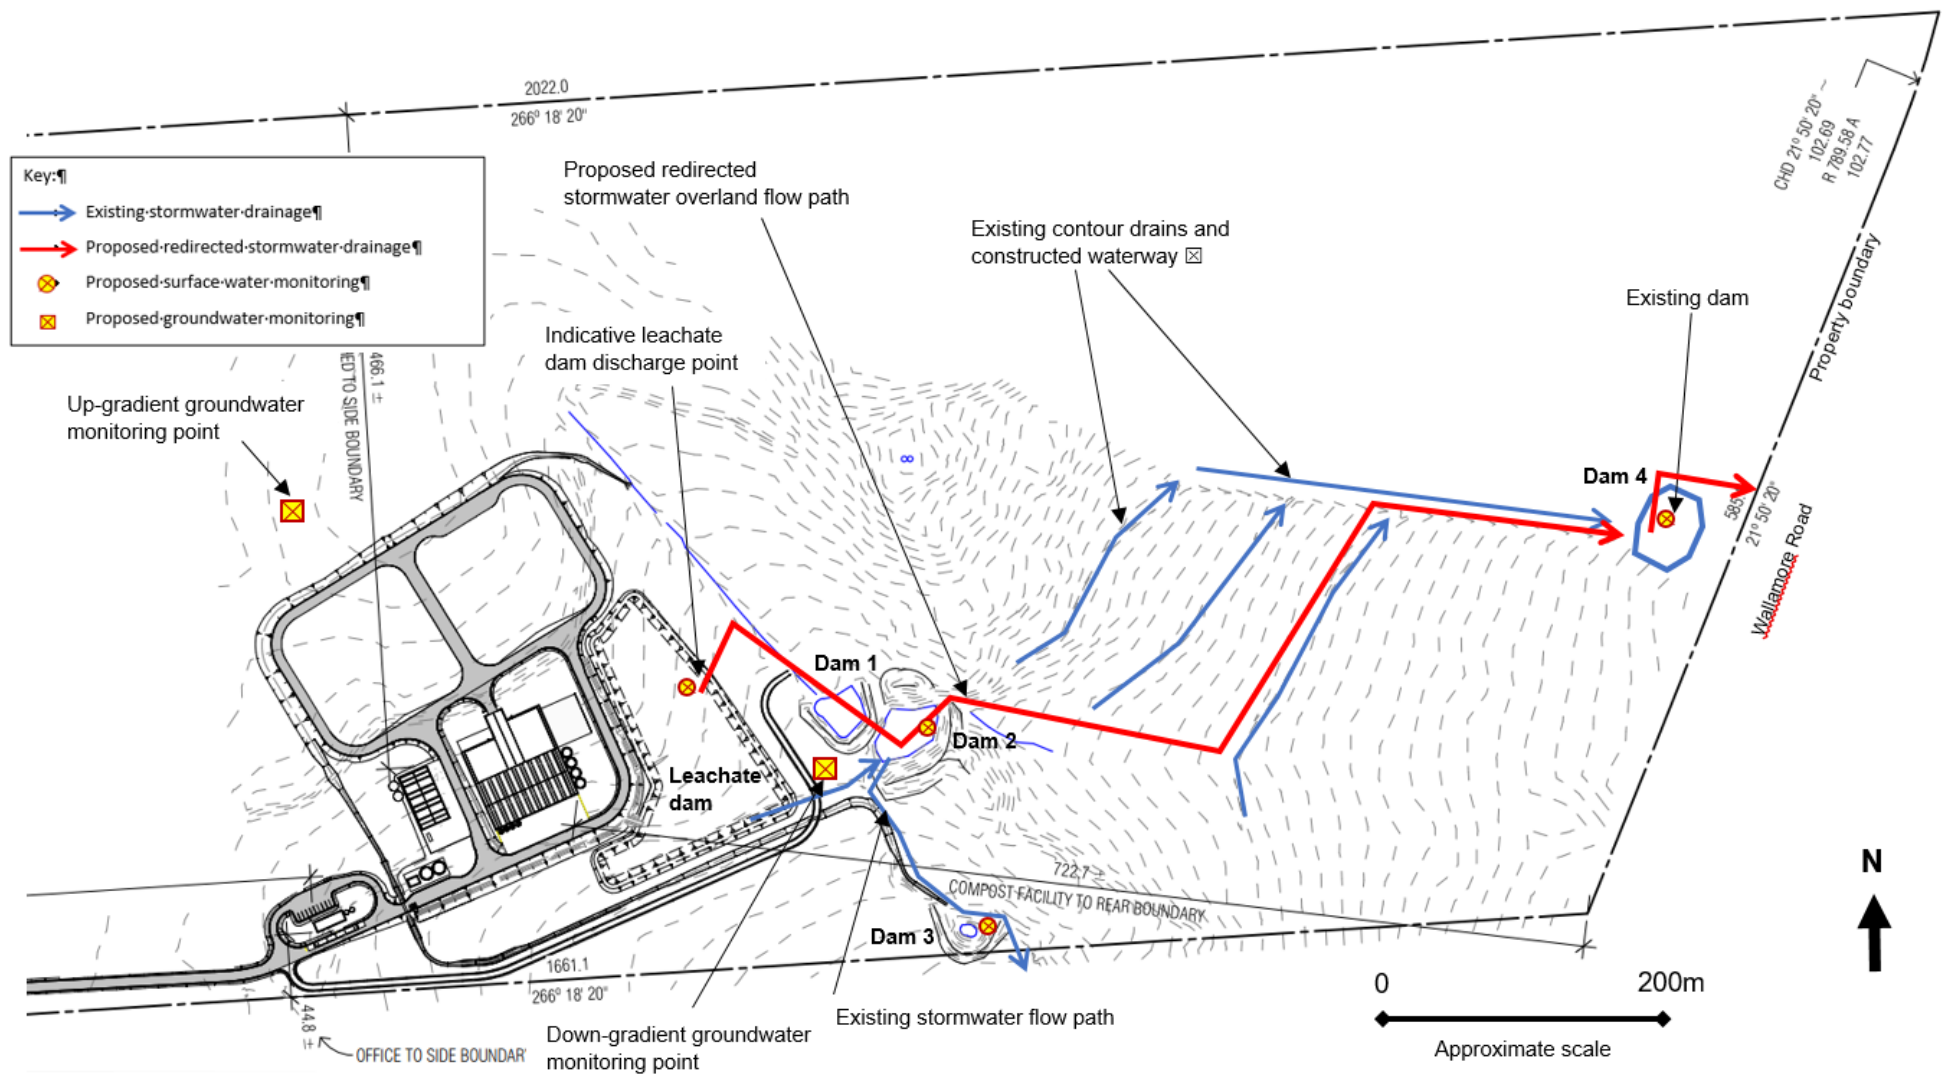 2022.0
266° 18' 20"
CHD 21° 50' 20" ~
102.69
R 789.58 A
102.77
Key:¶
Existing·stormwater·drainage¶
Proposed·redirected·stormwater·drainage¶
Proposed·surface·water·monitoring¶
Proposed·groundwater·monitoring¶
Proposed redirected
stormwater overland flow path
Existing contour drains and
constructed waterway ☒
Existing dam
Property boundary
Indicative leachate
dam discharge point
466.1 ±
TO SIDE BOUNDARY
Up-gradient groundwater
monitoring point
∞
Dam 4
585.
21° 50' 20"
Wallamore Road
Dam 1
Dam 2
Leachate
dam
722.7 ±
COMPOST FACILITY TO REAR BOUNDARY
Dam 3
N
1661.1
266° 18' 20"
44.8 ±
OFFICE TO SIDE BOUNDAR
Down-gradient groundwater
monitoring point
Existing stormwater flow path
0 200m
Approximate scale